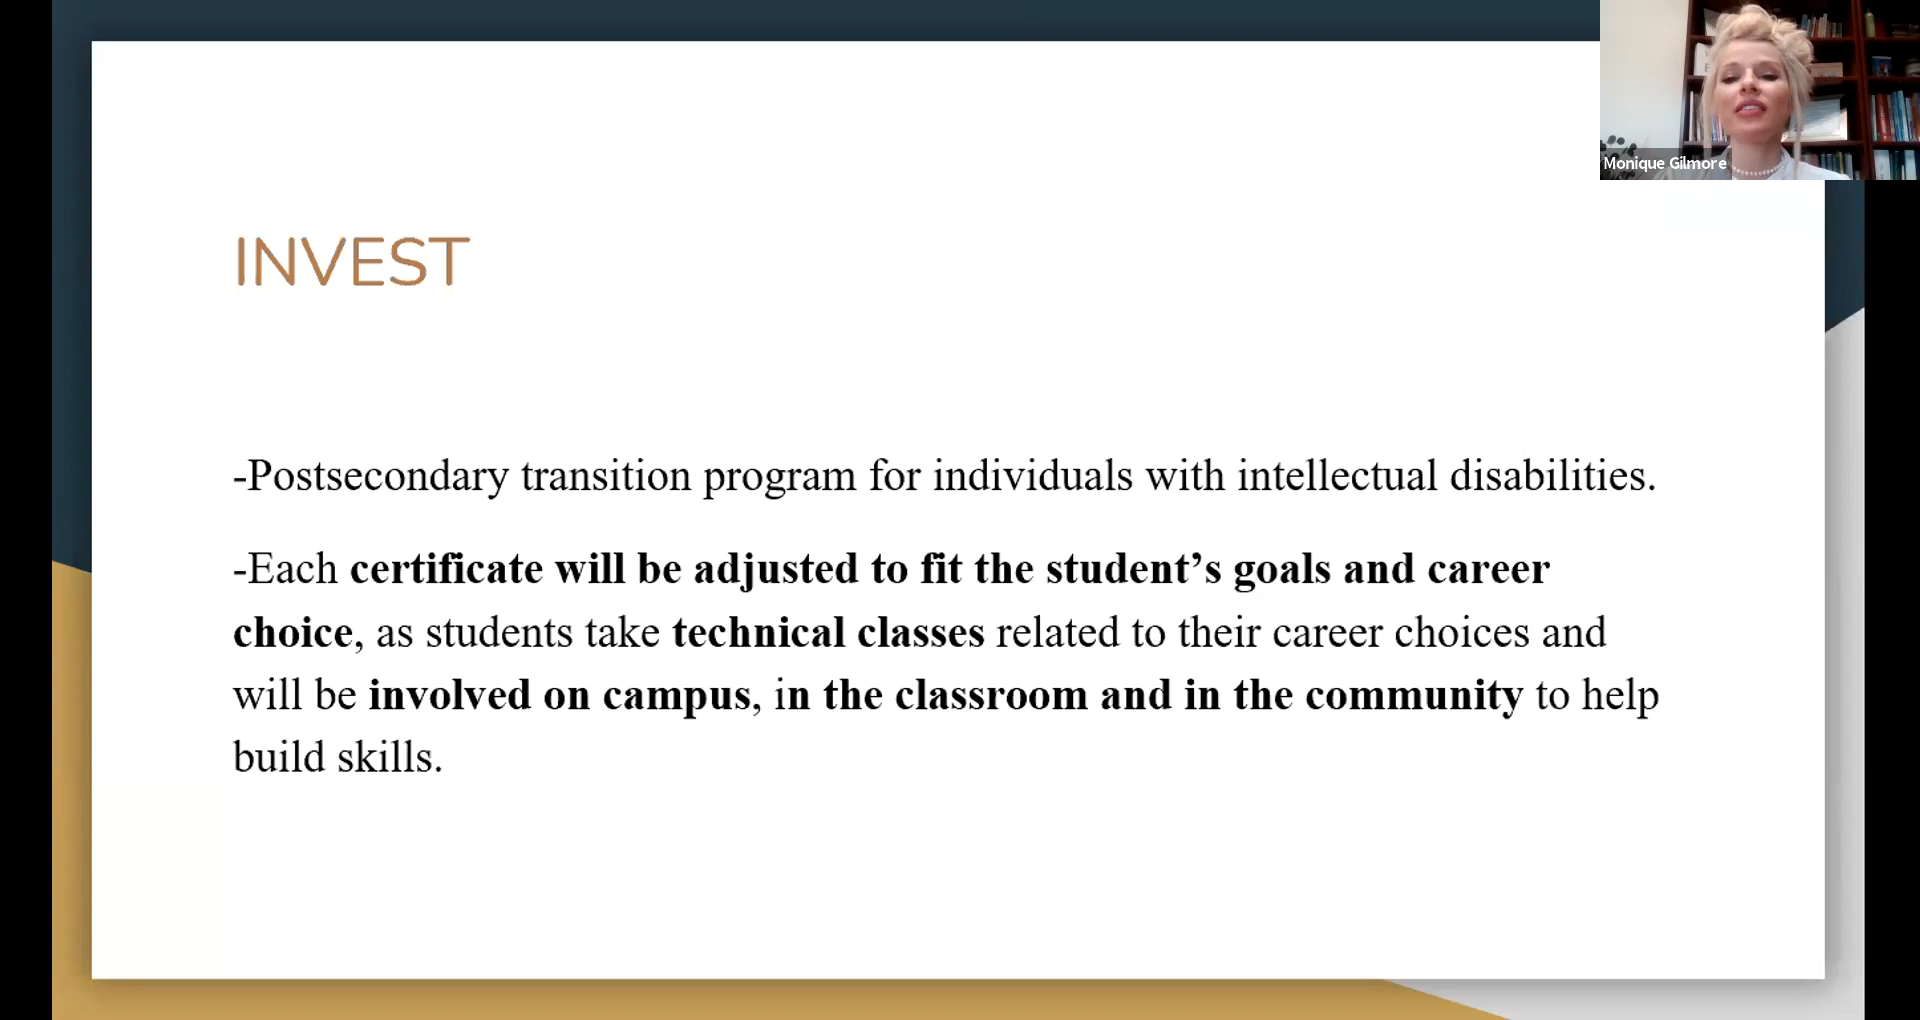 Monique Gilmore
INVEST
-Postsecondary transition program for individuals with intellectual disabilities.
-Each certificate will be adjusted to fit the student’s goals and career
choice, as students take technical classes related to their career choices and
will be involved on campus, in the classroom and in the community to help
build skills.